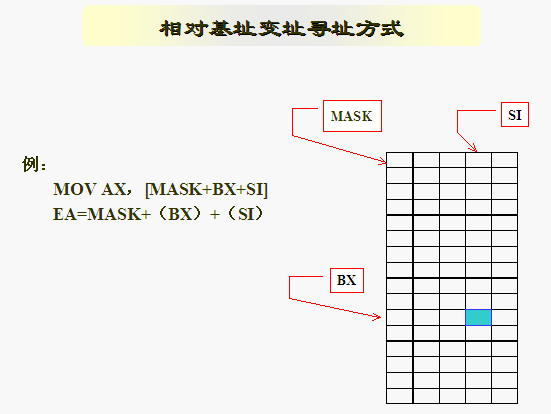 相对基址变址寻址方式
MASK
SI
例：
MOV AX，[MASK+BX+SI]
EA=MASK+（BX）+（SI）
BX